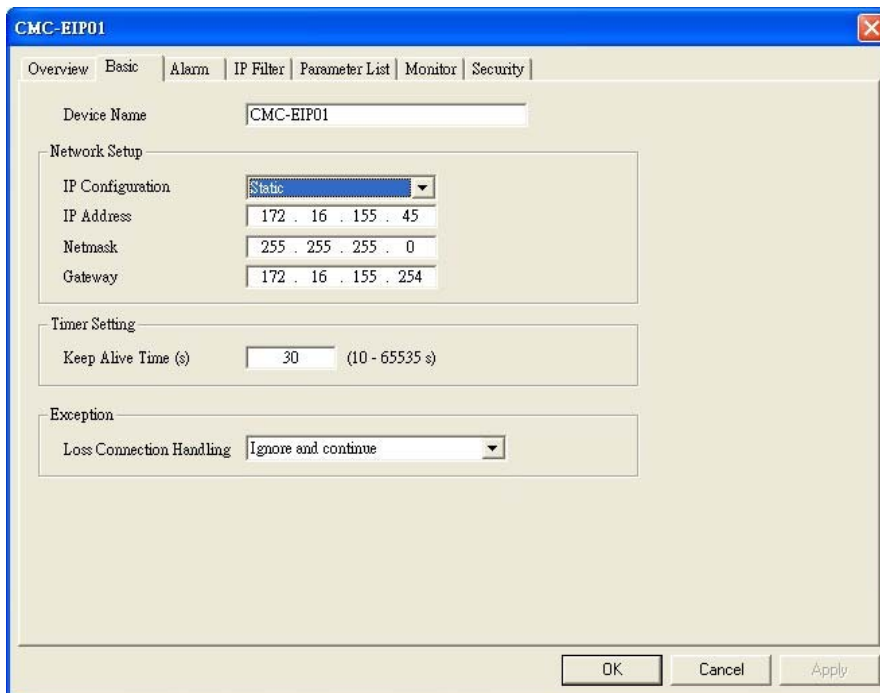 CMC-EIP01
Overview Basic Alarm IP Filter Parameter List Monitor Security
Device Name CMC-EIP01
Network Setup
IP Configuration Static
IP Address 172 . 16 . 155 . 45
Netmask 255 . 255 . 255 . 0
Gateway 172 . 16 . 155 . 254
Timer Setting
Keep Alive Time (s) 30 (10 - 65535 s)
Exception
Loss Connection Handling Ignore and continue
OK Cancel Apply